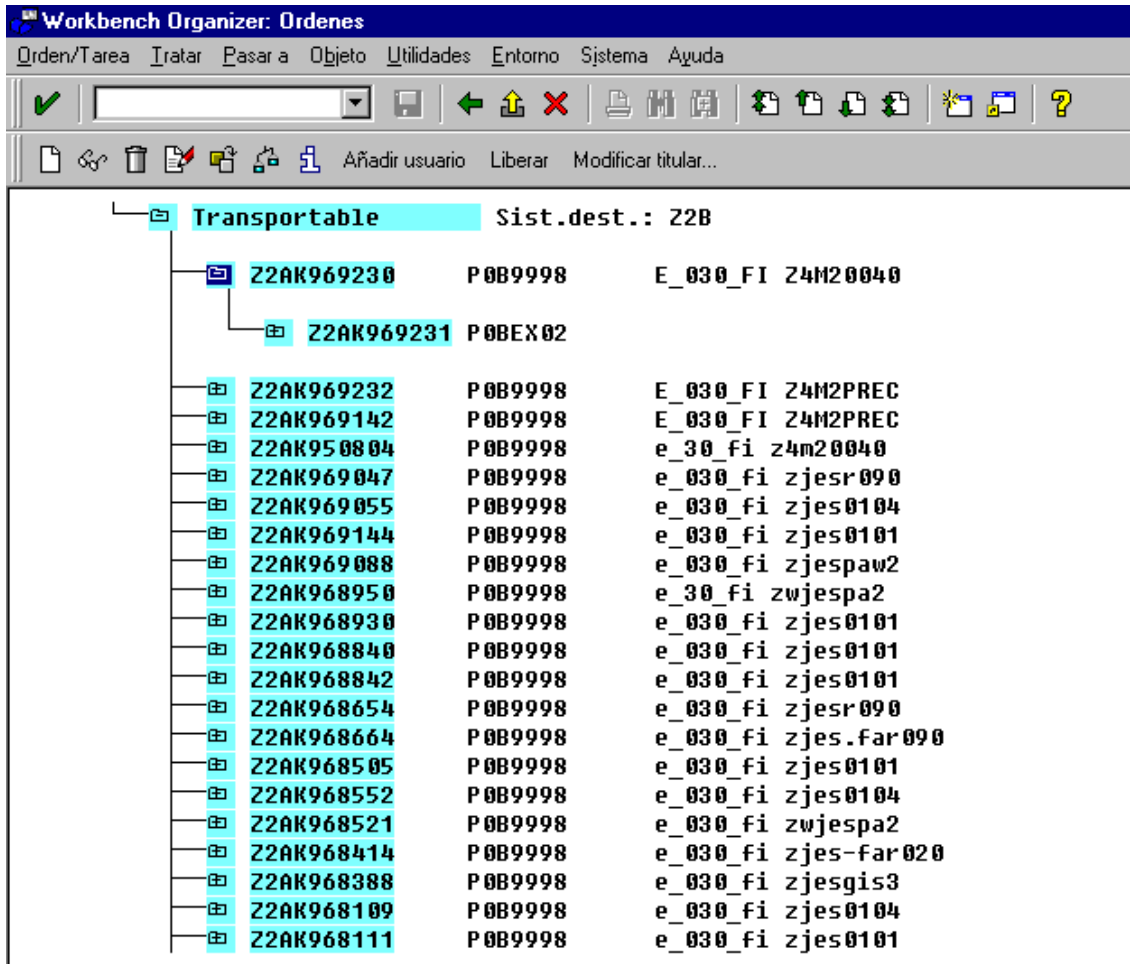 Workbench Organizer: Ordenes
Orden/Tarea Tratar Pasar a Objeto Utilidades Entorno Sistema Ayuda
Añadir usuario Liberar Modificar titular...
Transportable Sist.dest.: Z2B
Z2AK969230 P0B9998 E_030_FI Z4M20040
Z2AK969231 P0BEX02
Z2AK969232 P0B9998 E_030_FI Z4M2PREC
Z2AK969142 P0B9998 E_030_FI Z4M2PREC
Z2AK950804 P0B9998 e_30_fi z4m20040
Z2AK969047 P0B9998 e_030_fi zjesr090
Z2AK969055 P0B9998 e_030_fi zjes0104
Z2AK969144 P0B9998 e_030_fi zjes0101
Z2AK969088 P0B9998 e_030_fi zjespaw2
Z2AK968950 P0B9998 e_30_fi zwjespa2
Z2AK968930 P0B9998 e_030_fi zjes0101
Z2AK968840 P0B9998 e_030_fi zjes0101
Z2AK968842 P0B9998 e_030_fi zjes0101
Z2AK968654 P0B9998 e_030_fi zjesr090
Z2AK968664 P0B9998 e_030_fi zjes.far090
Z2AK968505 P0B9998 e_030_fi zjes0101
Z2AK968552 P0B9998 e_030_fi zjes0104
Z2AK968521 P0B9998 e_030_fi zwjespa2
Z2AK968414 P0B9998 e_030_fi zjes-far020
Z2AK968388 P0B9998 e_030_fi zjesgis3
Z2AK968109 P0B9998 e_030_fi zjes0104
Z2AK968111 P0B9998 e_030_fi zjes0101